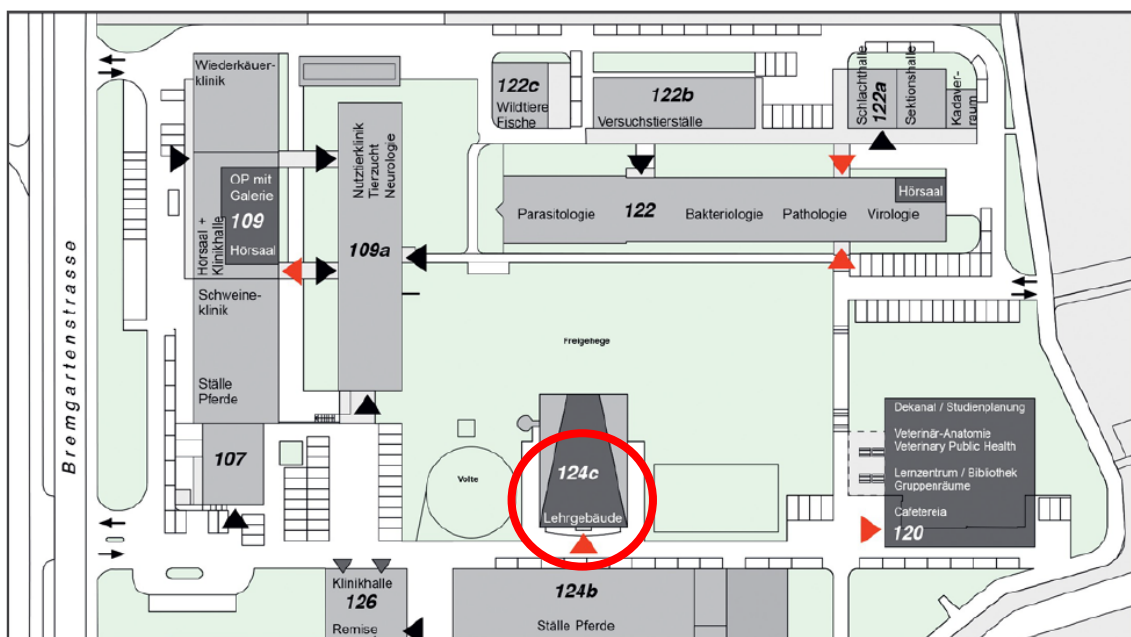 Wiederkäuer-
klinik
OP mit
Galerie
109
Hörsaal
Hörsaal +
Klinikhalle
Schweine-
klinik
Ställe
Pferde
107
Bremgartenstrasse
Nutztierklinik
Tierzucht
Neurologie
109a
122c
Wildtiere
Fische
122b
Versuchstierställe
Schlachthalle
122a
Sektionshalle
Kadaver-
raum
Hörsaal
Parasitologie
122
Bakteriologie
Pathologie
Virologie
Freigehege
Volte
124c
Lehrgebäude
Dekanat / Studienplanung
Veterinär-Anatomie
Veterinary Public Health
Lernzentrum / Bibliothek
Gruppenräume
Cafetereia
120
Klinikhalle
126
Remise
124b
Ställe Pferde